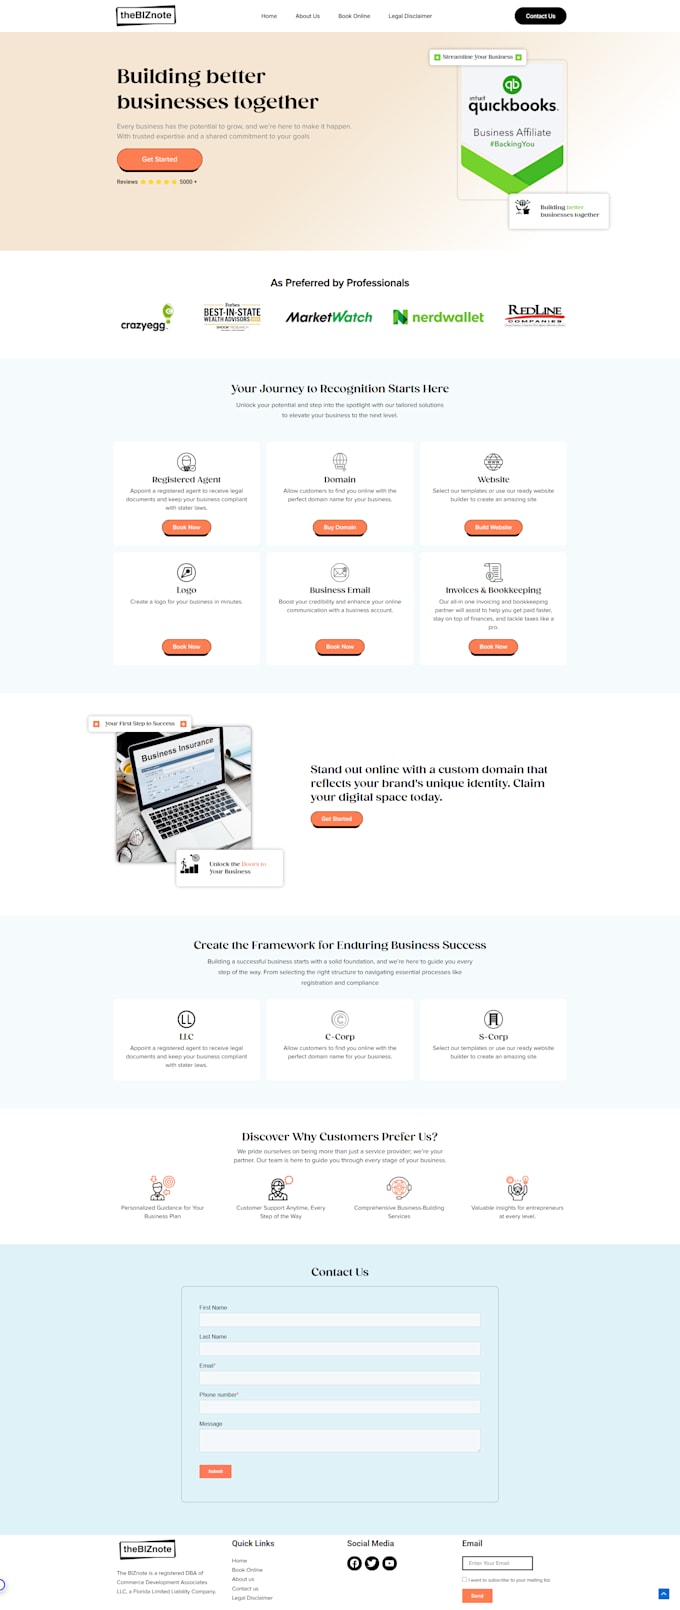 theBIZnote
Home
About Us
Book Online
Legal Disclaimer
Contact Us
Building better
businesses together
Every business has the potential to grow, and we're here to make it happen.
With trusted expertise and a shared commitment to your goals
Get Started
Reviews
5000 +
Streamline Your Business
qb
intuit
quickbooks.
Business Affiliate
#BackingYou
Building better
businesses together
As Preferred by Professionals
crazyegg
Forbes
BEST-IN-STATE
WEALTH ADVISORS
SHOOK RESEARCH
MarketWatch
nerdwallet
REDLINE
COMPANIES
Your Journey to Recognition Starts Here
Unlock your potential and step into the spotlight with our tailored solutions
to elevate your business to the next level.
Registered Agent
Appoint a registered agent to receive legal
documents and keep your business compliant
with stater laws.
Book Now
Domain
Allow customers to find you online with the
perfect domain name for your business.
Buy Domain
WWW
Website
Select our templates or use our ready website
builder to create an amazing site
Build Website
Logo
Create a logo for your business in minutes.
Book Now
Business Email
Boost your credibility and enhance your online
communication with a business account.
Book Now
Invoices & Bookkeeping
Our all-in one invoicing and bookkeeping
partner will assist to help you get paid faster,
stay on top of finances, and tackle taxes like a
pro.
Book Now
Your First Step to Success
Business Insurance
Unlock the Doors to
Your Business
Stand out online with a custom domain that
reflects your brand's unique identity. Claim
your digital space today.
Get Started
Create the Framework for Enduring Business Success
Building a successful business starts with a solid foundation, and we're here to guide you every
step of the way. From selecting the right structure to navigating essential processes like
registration and compliance
LL
LLC
Appoint a registered agent to receive legal
documents and keep your business compliant
with stater laws.
C
C-Corp
Allow customers to find you online with the
perfect domain name for your business.
S-Corp
Select our templates or use our ready website
builder to create an amazing site
Discover Why Customers Prefer Us?
We pride ourselves on being more than just a service provider; we're your
partner. Our team is here to guide you through every stage of your business.
Personalized Guidance for Your
Business Plan
Customer Support Anytime, Every
Step of the Way
Comprehensive Business-Building
Services
Valuable insights for entrepreneurs
at every level.
Contact Us
First Name
Last Name
Email*
Phone number*
Message
Submit
theBIZnote
The BIZnote is a registered DBA of
Commerce Development Associates
LLC, a Florida Limited Liability Company.
Quick Links
Home
Book Online
About us
Contact us
Legal Disclaimer
Social Media
Email
Enter Your Email
I want to subscribe to your mailing list.
Send